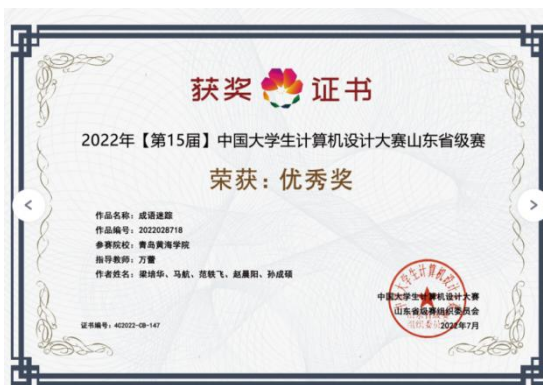 获奖证书
2022年【第15届】中国大学生计算机设计大赛山东省级赛
荣获：优秀奖
作品名称：成语迷踪
作品编号：2022028718
参赛院校：青岛黄海学院
指导教师：万蕾
作者姓名：梁培华、马航、范轶飞、赵晨阳、孙成硕
中国大学生计算机设计大赛
山东省级赛组织委员会
证书编号：4C2022-CB-147
2022年7月